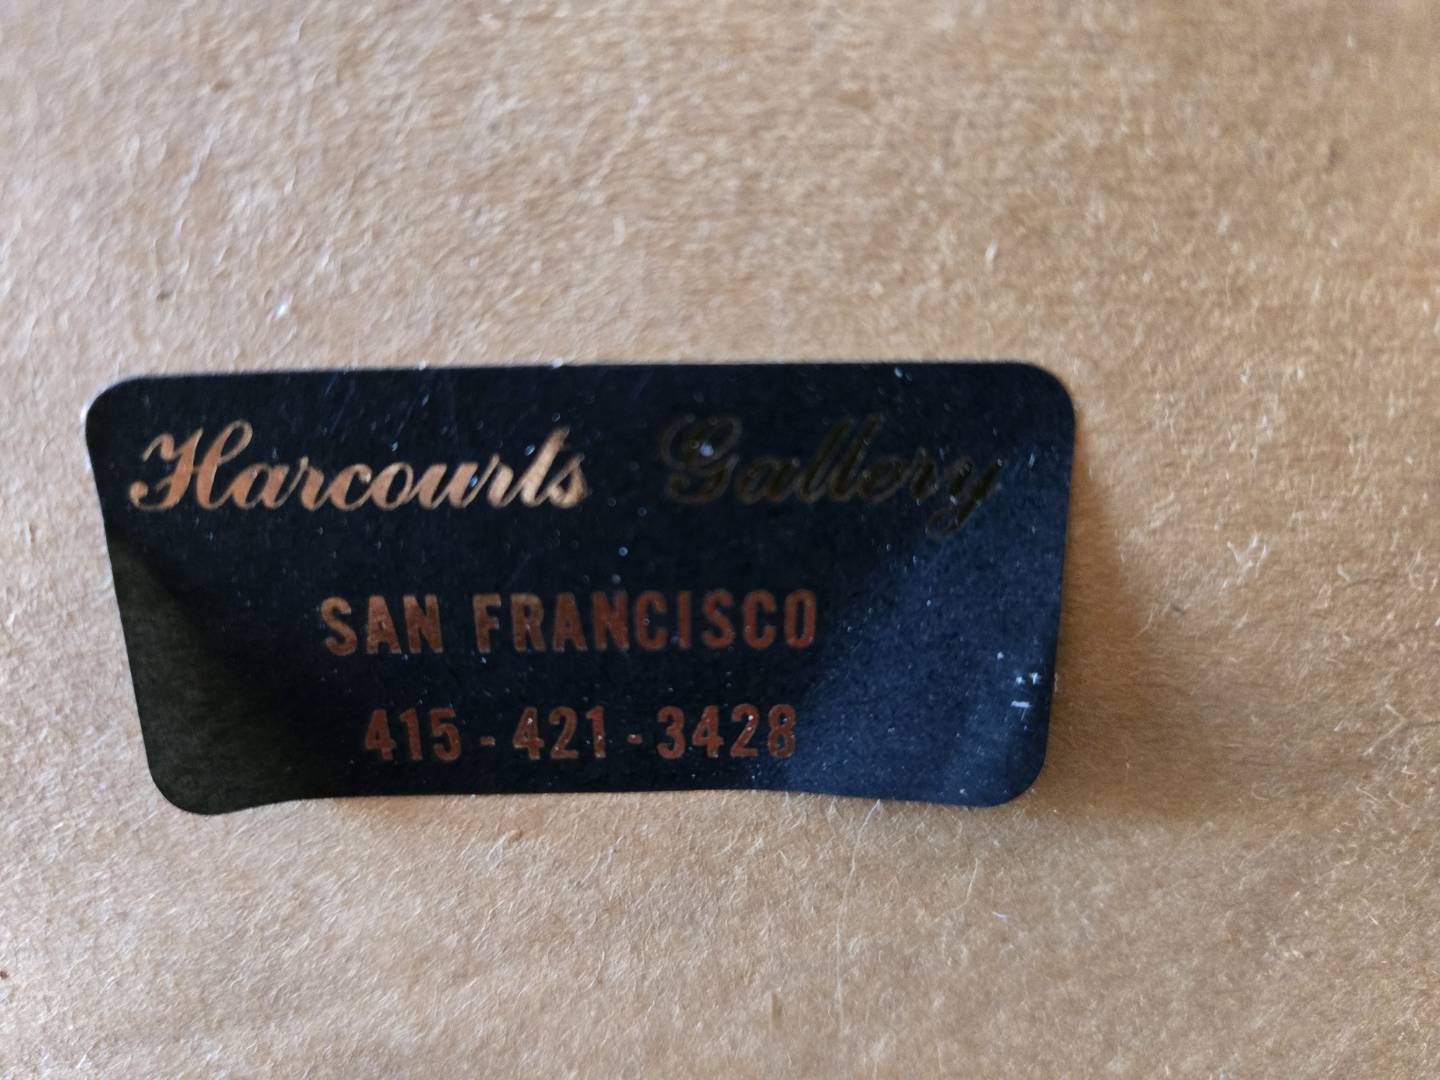 Harcourts Gallery
SAN FRANCISCO
415-421-3428